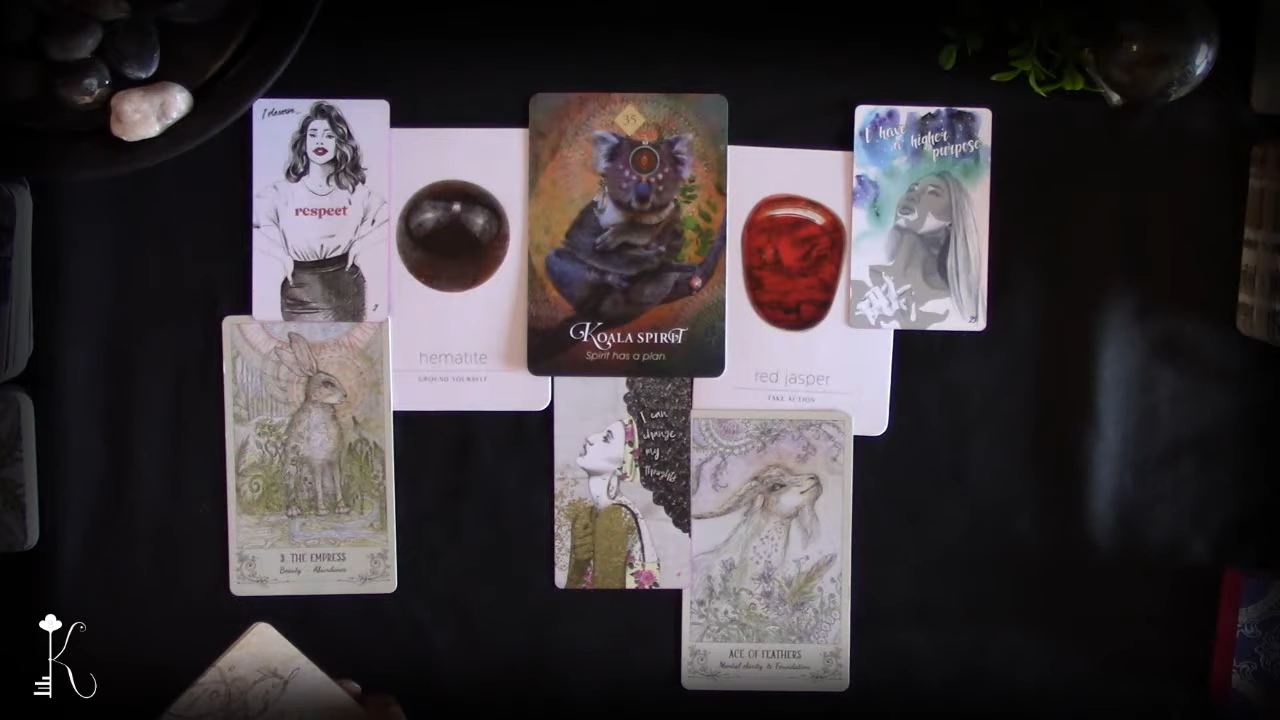 I deserve...
respect
35
KOALA SPIRIT
Spirit has a plan
I have
a higher
purpose
hematite
GROUND YOURSELF
red jasper
TAKE ACTION
I can
change
my
thoughts
3 THE EMPRESS
Beauty Abundance
ACE OF FEATHERS
Mental clarity & Foundation
K